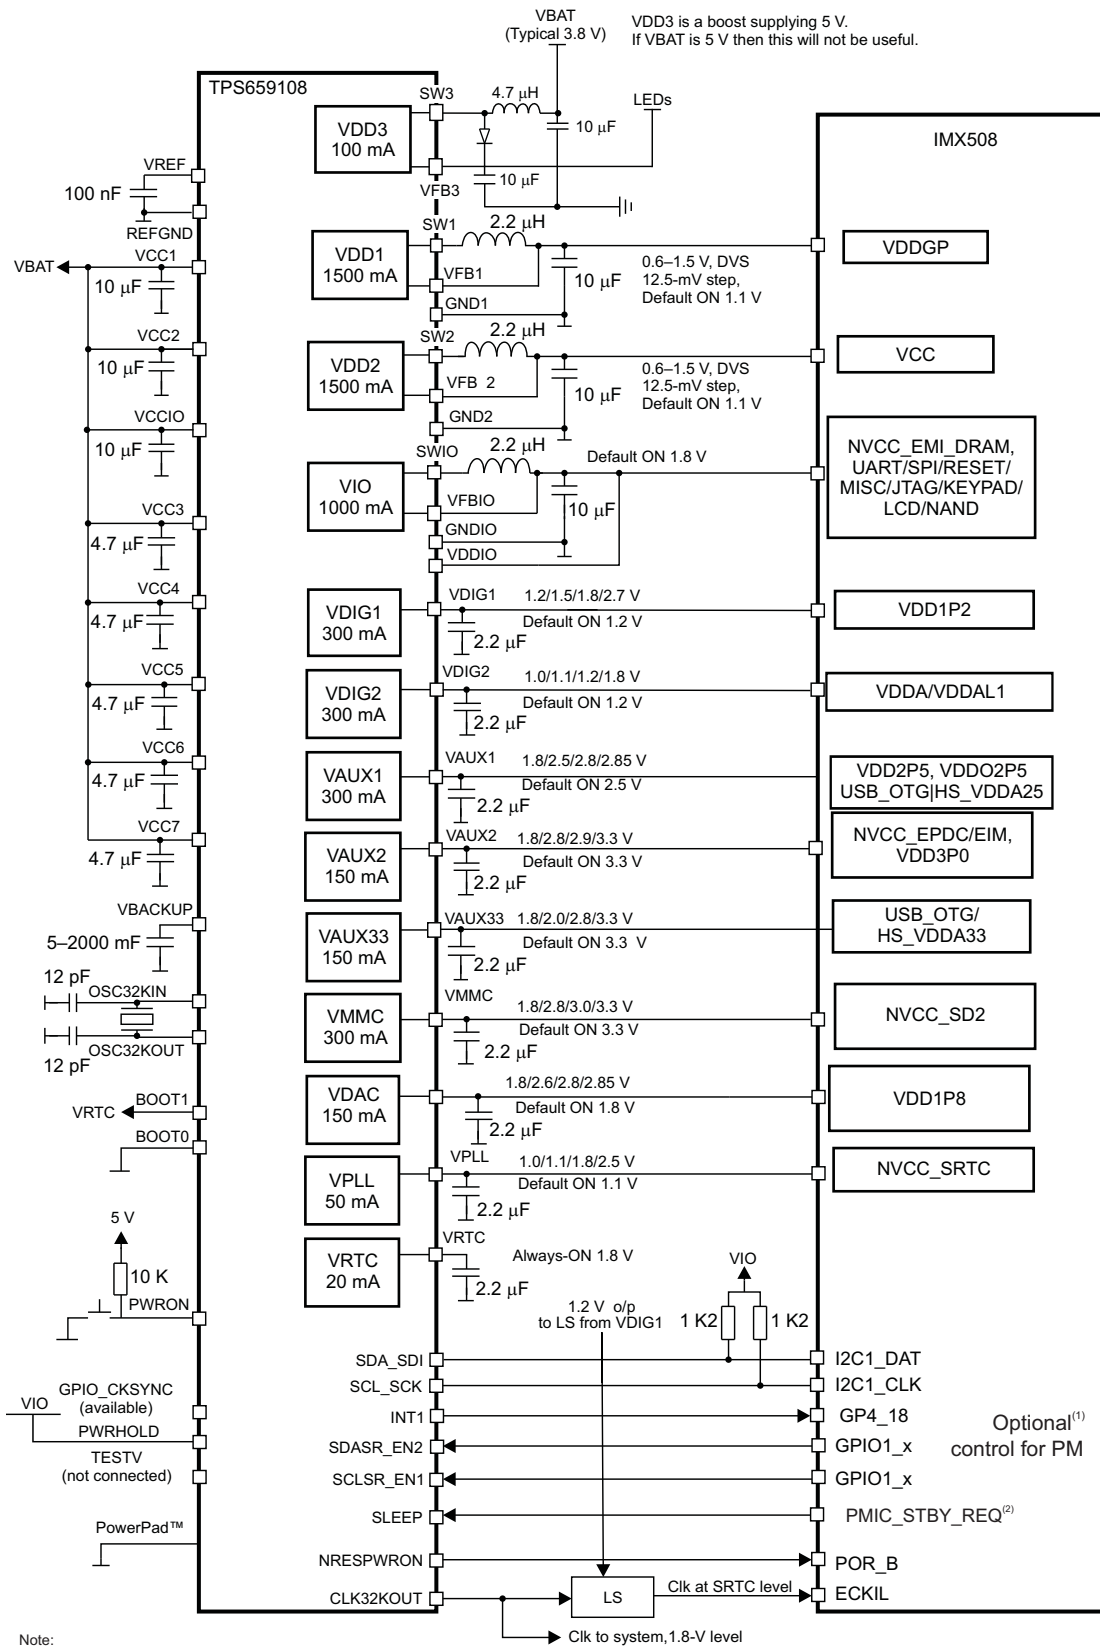 VBAT
(Typical 3.8 V)
VDD3 is a boost supplying 5 V.
If VBAT is 5 V then this will not be useful.
TPS659108
IMX508
VDD3
100 mA
SW3
4.7 μH
LEDs
10 μF
10 μF
VFB3
VREF
100 nF
REFGND
VBAT
VCC1
10 μF
VCC2
10 μF
VCCIO
10 μF
VCC3
4.7 μF
VCC4
4.7 μF
VCC5
4.7 μF
VCC6
4.7 μF
VCC7
4.7 μF
VBACKUP
5–2000 mF
12 pF
OSC32KIN
OSC32KOUT
12 pF
VRTC
BOOT1
BOOT0
5 V
10 K
PWRON
GPIO_CKSYNC
(available)
VIO
PWRHOLD
TESTV
(not connected)
PowerPad™
VDD1
1500 mA
SW1
2.2 μH
VFB1
10 μF
GND1
0.6–1.5 V, DVS
12.5-mV step,
Default ON 1.1 V
VDDGP
VDD2
1500 mA
SW2
2.2 μH
VFB 2
10 μF
GND2
0.6–1.5 V, DVS
12.5-mV step,
Default ON 1.1 V
VCC
VIO
1000 mA
SWIO
2.2 μH
Default ON 1.8 V
VFBIO
10 μF
GNDIO
VDDIO
NVCC_EMI_DRAM,
UART/SPI/RESET/
MISC/JTAG/KEYPAD/
LCD/NAND
VDIG1
300 mA
VDIG1
1.2/1.5/1.8/2.7 V
Default ON 1.2 V
2.2 μF
VDD1P2
VDIG2
300 mA
VDIG2
1.0/1.1/1.2/1.8 V
Default ON 1.2 V
2.2 μF
VDDA/VDDAL1
VAUX1
300 mA
VAUX1
1.8/2.5/2.8/2.85 V
Default ON 2.5 V
2.2 μF
VDD2P5, VDDO2P5
USB_OTG|HS_VDDA25
VAUX2
150 mA
VAUX2
1.8/2.8/2.9/3.3 V
Default ON 3.3 V
2.2 μF
NVCC_EPDC/EIM,
VDD3P0
VAUX33
150 mA
VAUX33
1.8/2.0/2.8/3.3 V
Default ON 3.3 V
2.2 μF
USB_OTG/
HS_VDDA33
VMMC
300 mA
VMMC
1.8/2.8/3.0/3.3 V
Default ON 3.3 V
2.2 μF
NVCC_SD2
VDAC
150 mA
1.8/2.6/2.8/2.85 V
Default ON 1.8 V
2.2 μF
VDD1P8
VPLL
50 mA
VPLL
1.0/1.1/1.8/2.5 V
Default ON 1.1 V
2.2 μF
NVCC_SRTC
VRTC
20 mA
VRTC
Always-ON 1.8 V
2.2 μF
1.2 V o/p
to LS from VDIG1
VIO
1 K2
1 K2
SDA_SDI
I2C1_DAT
SCL_SCK
I2C1_CLK
INT1
GP4_18
SDASR_EN2
GPIO1_x
SCLSR_EN1
GPIO1_x
Optional(1)
control for PM
SLEEP
PMIC_STBY_REQ(2)
NRESPWRON
POR_B
CLK32KOUT
LS
Clk at SRTC level
ECKIL
Clk to system,1.8-V level
Note: